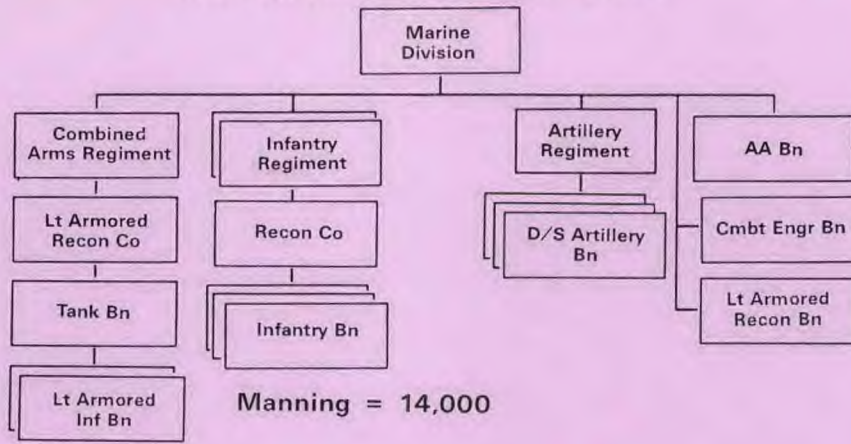 Marine
Division
Combined
Arms Regiment
Infantry
Regiment
Artillery
Regiment
AA Bn
Lt Armored
Recon Co
Recon Co
D/S Artillery
Bn
Cmbt Engr Bn
Tank Bn
Infantry Bn
Lt Armored
Recon Bn
Lt Armored
Inf Bn
Manning = 14,000